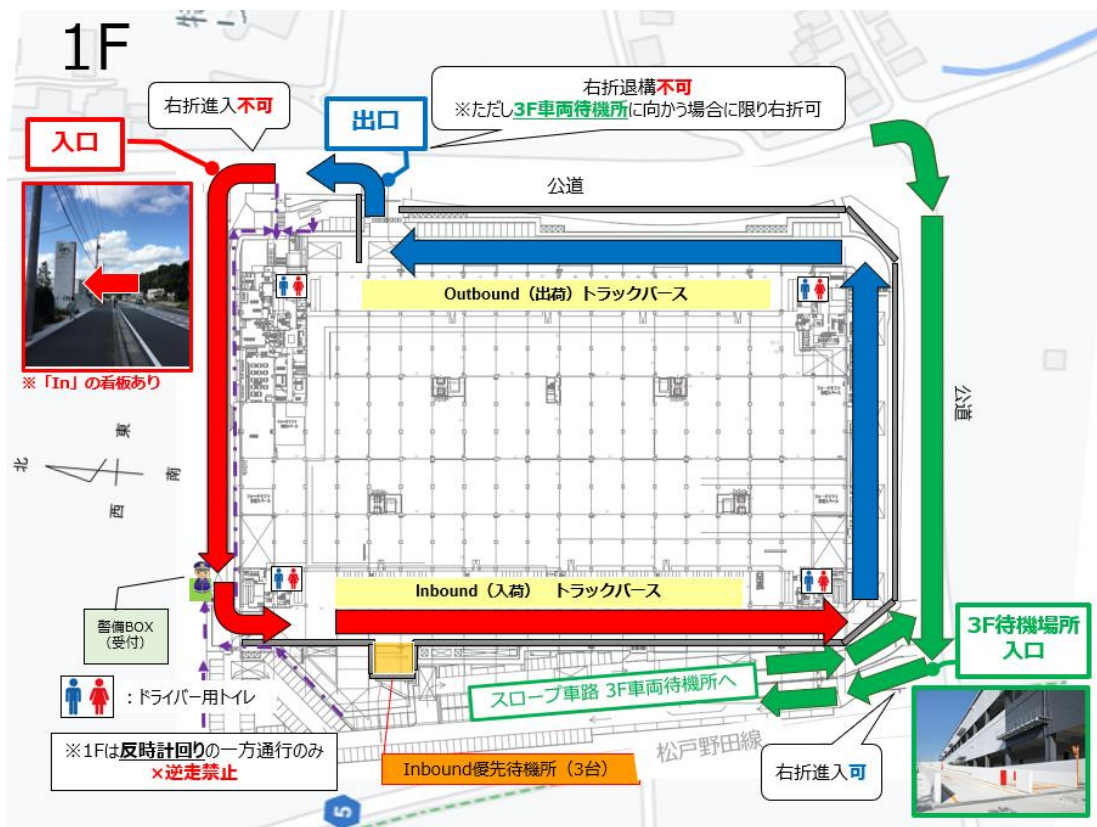 1F
右折進入不可
右折退構不可
※ただし3F車両待機所に向かう場合に限り右折可
入口
出口
公道
Outbound（出荷）トラックバース
※「In」の看板あり
公道
東
北
南
西
Inbound（入荷）　トラックバース
警備BOX
（受付）
3F待機場所
入口
スロープ車路 3F車両待機所へ
：ドライバー用トイレ
松戸野田線
※1Fは反時計回りの一方通行のみ
×逆走禁止
Inbound優先待機所（3台）
右折進入可
5